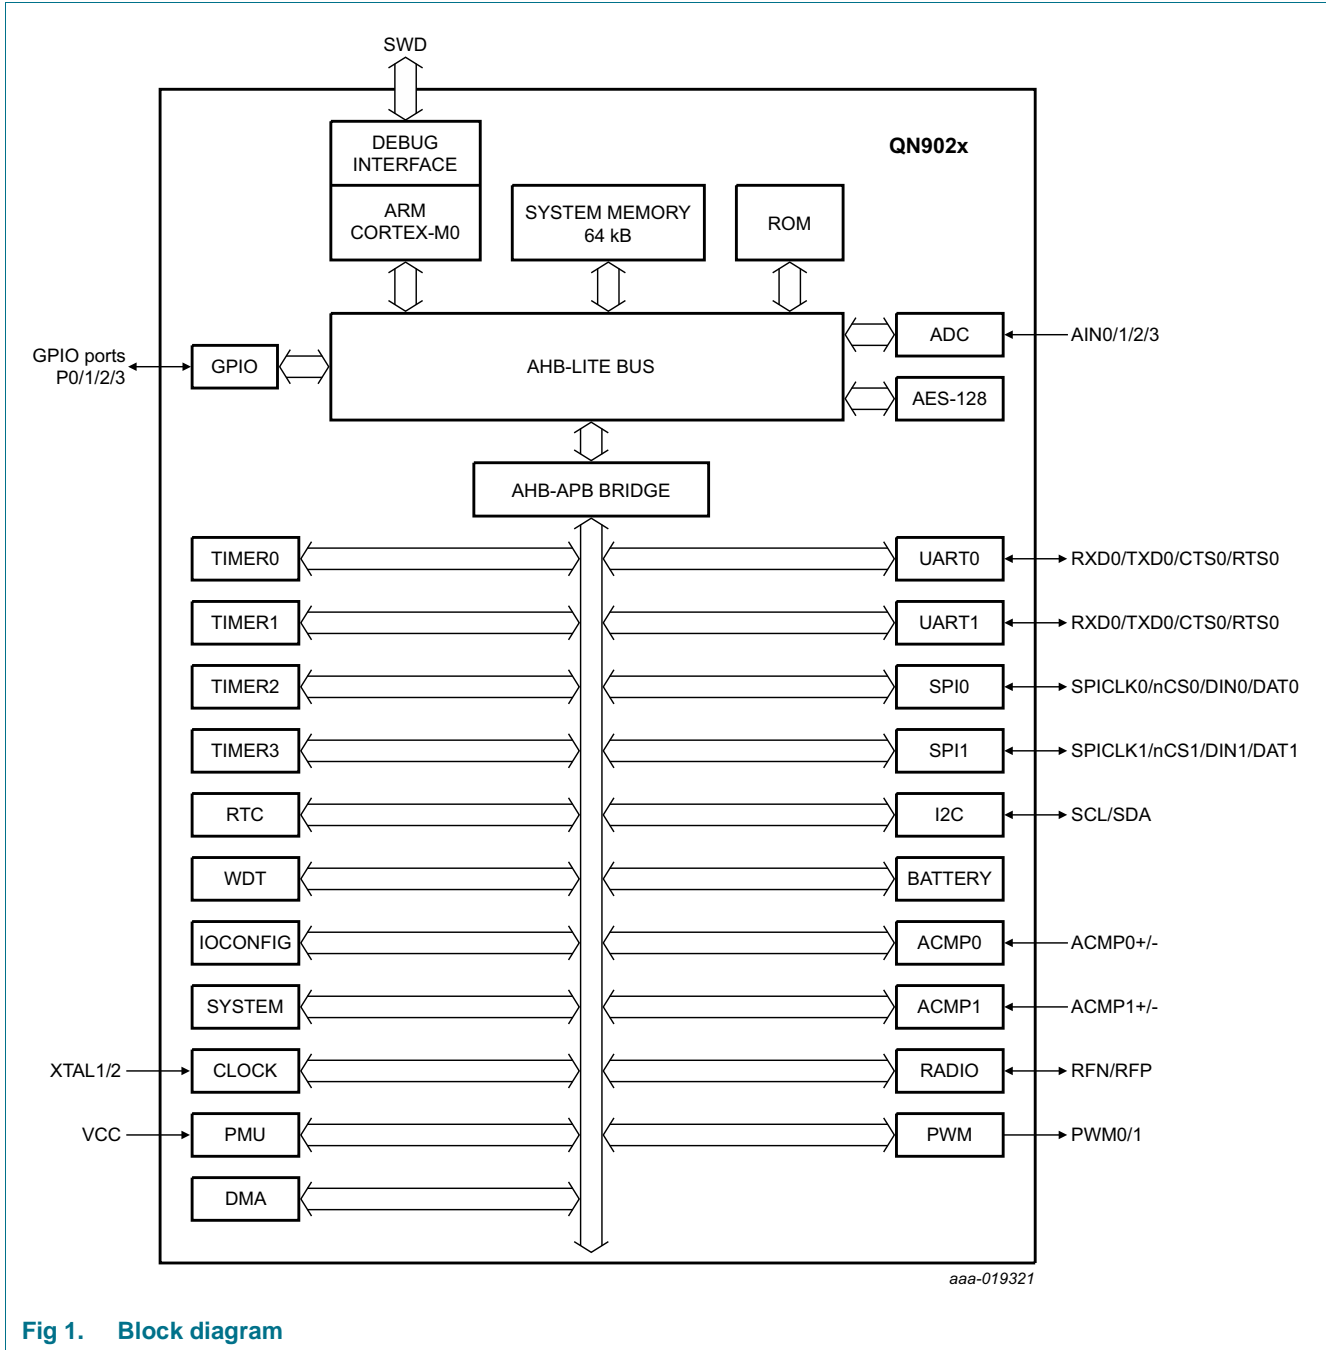 SWD
QN902x
DEBUG
INTERFACE
ARM
CORTEX-M0
SYSTEM MEMORY
64 kB
ROM
GPIO ports
P0/1/2/3
GPIO
AHB-LITE BUS
ADC
AIN0/1/2/3
AES-128
AHB-APB BRIDGE
TIMER0
UART0
RXD0/TXD0/CTS0/RTS0
TIMER1
UART1
RXD0/TXD0/CTS0/RTS0
TIMER2
SPI0
SPICLK0/nCS0/DIN0/DAT0
TIMER3
SPI1
SPICLK1/nCS1/DIN1/DAT1
RTC
I2C
SCL/SDA
WDT
BATTERY
IOCONFIG
ACMP0
ACMP0+/-
SYSTEM
ACMP1
ACMP1+/-
XTAL1/2
CLOCK
RADIO
RFN/RFP
VCC
PMU
PWM
PWM0/1
DMA
aaa-019321
Fig 1. Block diagram